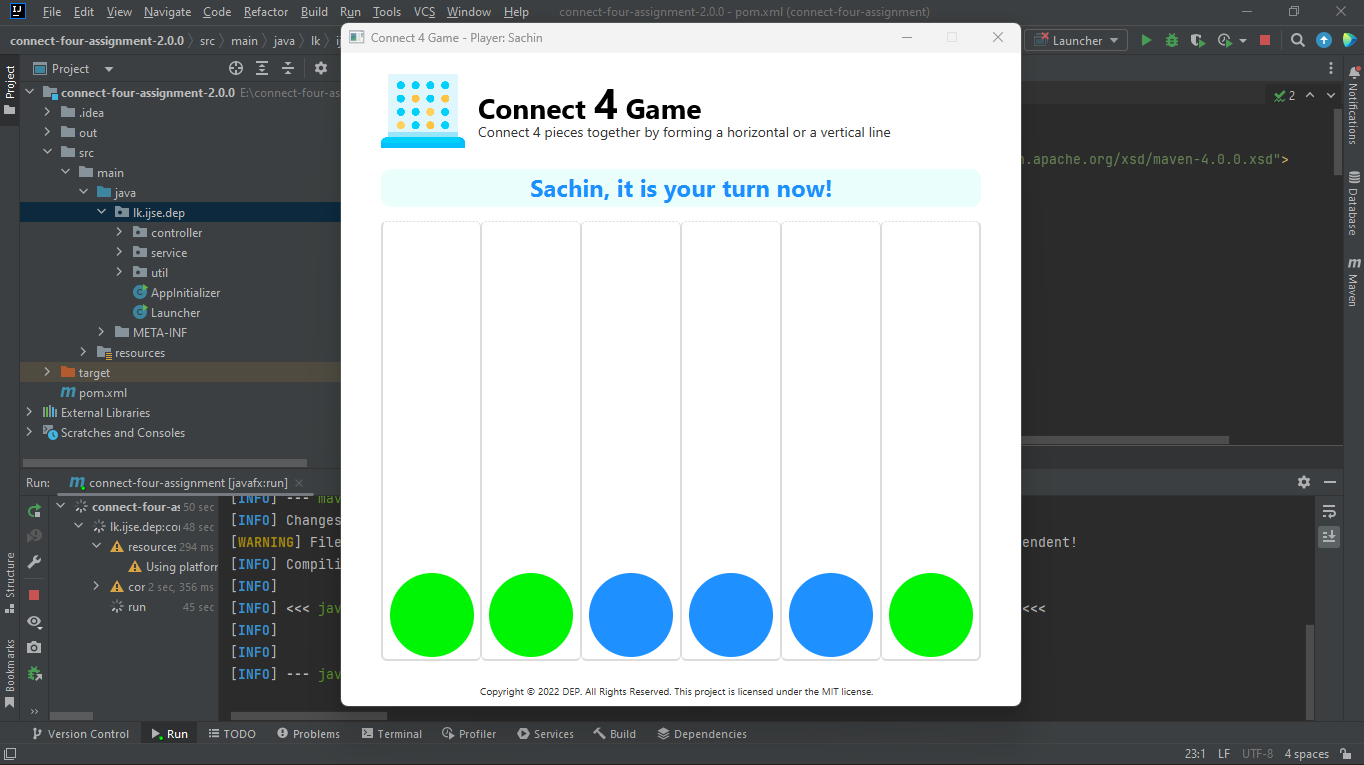 File Edit View Navigate Code Refactor Build Run Tools VCS Window Help connect-four-assignment-2.0.0 - pom.xml (connect-four-assignment)
connect-four-assignment-2.0.0 src main java lk
Launcher
Connect 4 Game - Player: Sachin
Connect 4 Game
Connect 4 pieces together by forming a horizontal or a vertical line
Sachin, it is your turn now!
Copyright © 2022 DEP. All Rights Reserved. This project is licensed under the MIT license.
Project
Project
connect-four-assignment-2.0.0 E:\connect-four-as
.idea
out
src
main
java
lk.ijse.dep
controller
service
util
AppInitializer
Launcher
META-INF
resources
target
m pom.xml
External Libraries
Scratches and Consoles
2
.apache.org/xsd/maven-4.0.0.xsd">
Notifications
Database
m Maven
Run: m connect-four-assignment [javafx:run]
connect-four-as 50 sec
lk.ijse.dep:co 48 sec
resources 294 ms
Using platfor
cor 2 sec, 356 ms
run 45 sec
[INFO] ---
[INFO] Changes
[WARNING] File endent!
[INFO] Compili
[INFO]
[INFO] <<< jav <<<
[INFO]
[INFO]
[INFO] --- jav
Structure
Bookmarks
Version Control Run TODO Problems Terminal Profiler Services Build Dependencies
23:1 LF UTF-8 4 spaces